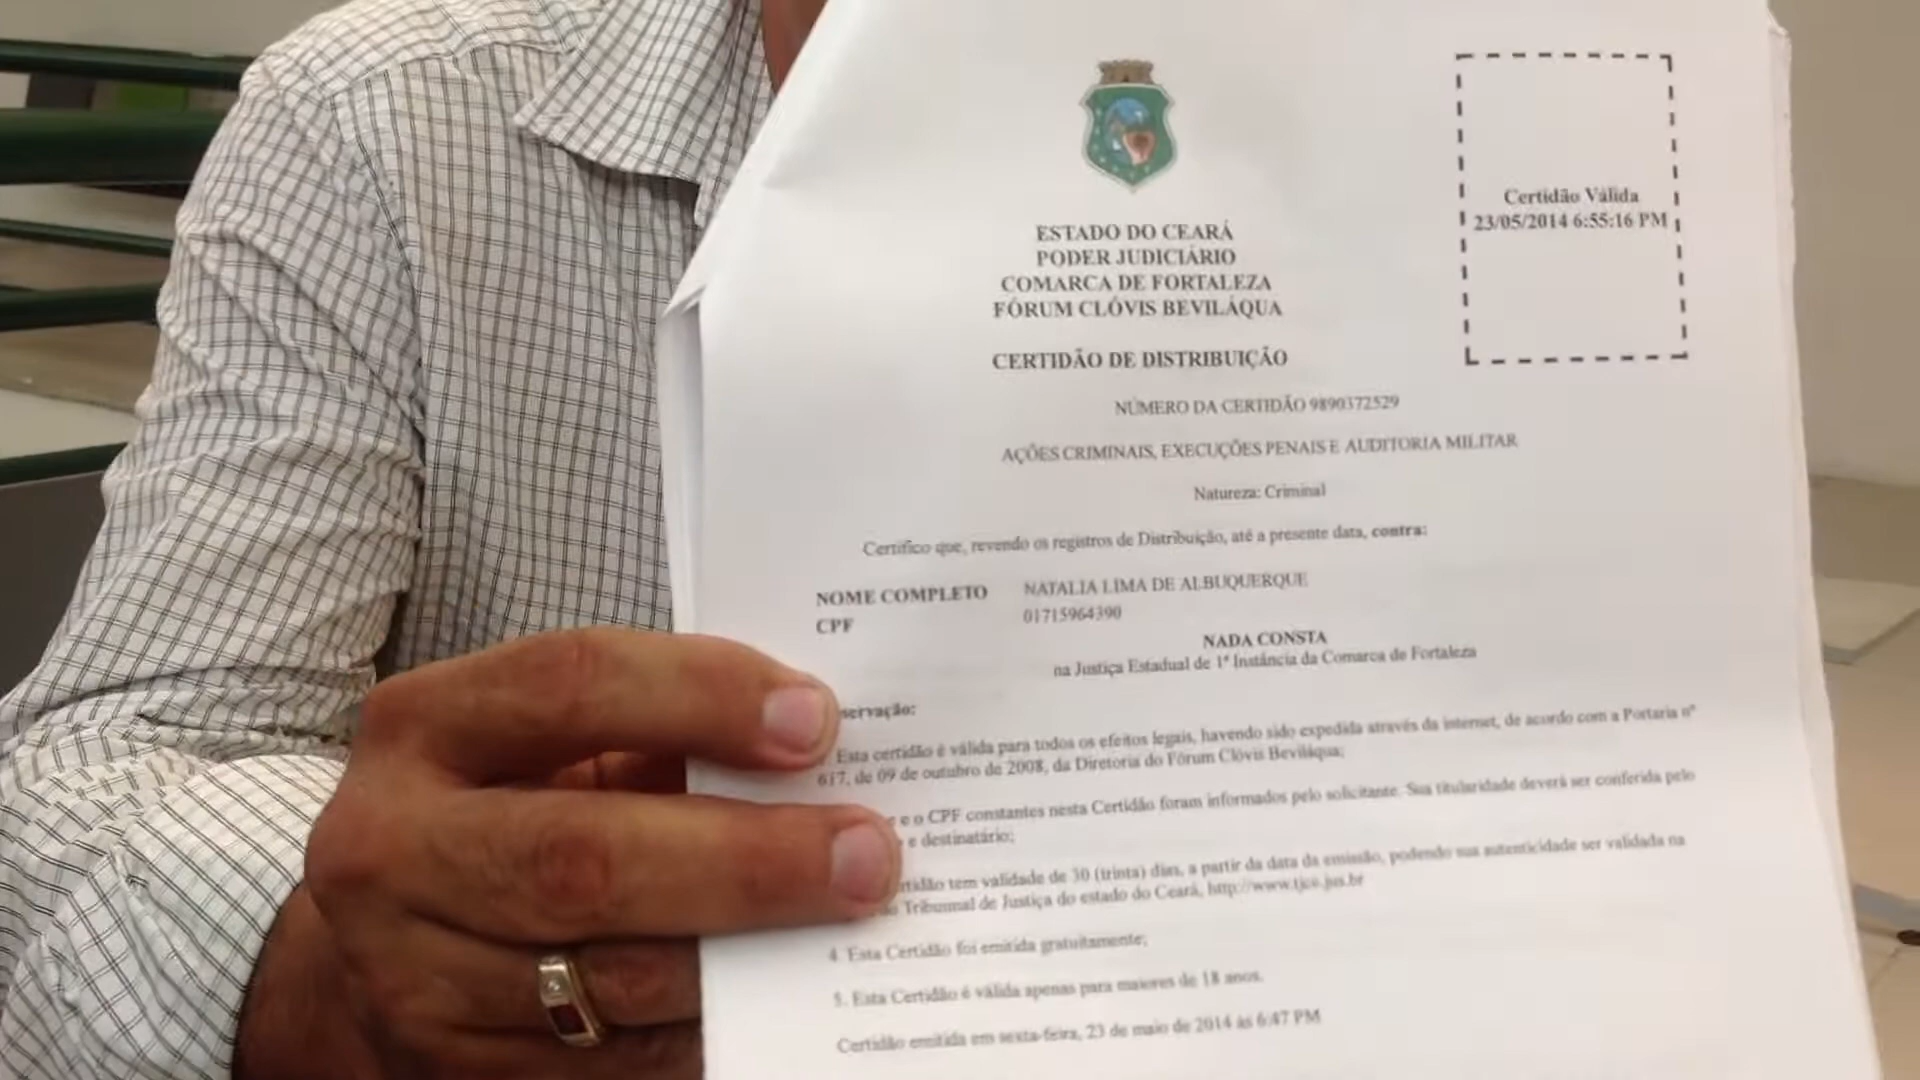 Certidão Válida
23/05/2014 6:55:16 PM
ESTADO DO CEARÁ
PODER JUDICIÁRIO
COMARCA DE FORTALEZA
FÓRUM CLÓVIS BEVILÁQUA
CERTIDÃO DE DISTRIBUIÇÃO
NÚMERO DA CERTIDÃO 9890372529
AÇÕES CRIMINAIS, EXECUÇÕES PENAIS E AUDITORIA MILITAR
Natureza: Criminal
Certifico que, revendo os registros de Distribuição, até a presente data, contra:
NOME COMPLETO NATALIA LIMA DE ALBUQUERQUE
CPF 01715964390
NADA CONSTA
na Justiça Estadual de 1ª Instância da Comarca de Fortaleza
servação:
Esta certidão é válida para todos os efeitos legais, havendo sido expedida através da internet, de acordo com a Portaria nº
617, de 09 de outubro de 2008, da Diretoria do Fórum Clóvis Beviláqua;
e o CPF constantes nesta Certidão foram informados pelo solicitante. Sua titularidade deverá ser conferida pelo
e destinatário;
rtidão tem validade de 30 (trinta) dias, a partir da data da emissão, podendo sua autenticidade ser validada na
ao Tribunal de Justiça do estado do Ceará, http://www.tjce.jus.br
4. Esta Certidão foi emitida gratuitamente;
5. Esta Certidão é válida apenas para maiores de 18 anos.
Certidão emitida em sexta-feira, 23 de maio de 2014 às 6:47 PM